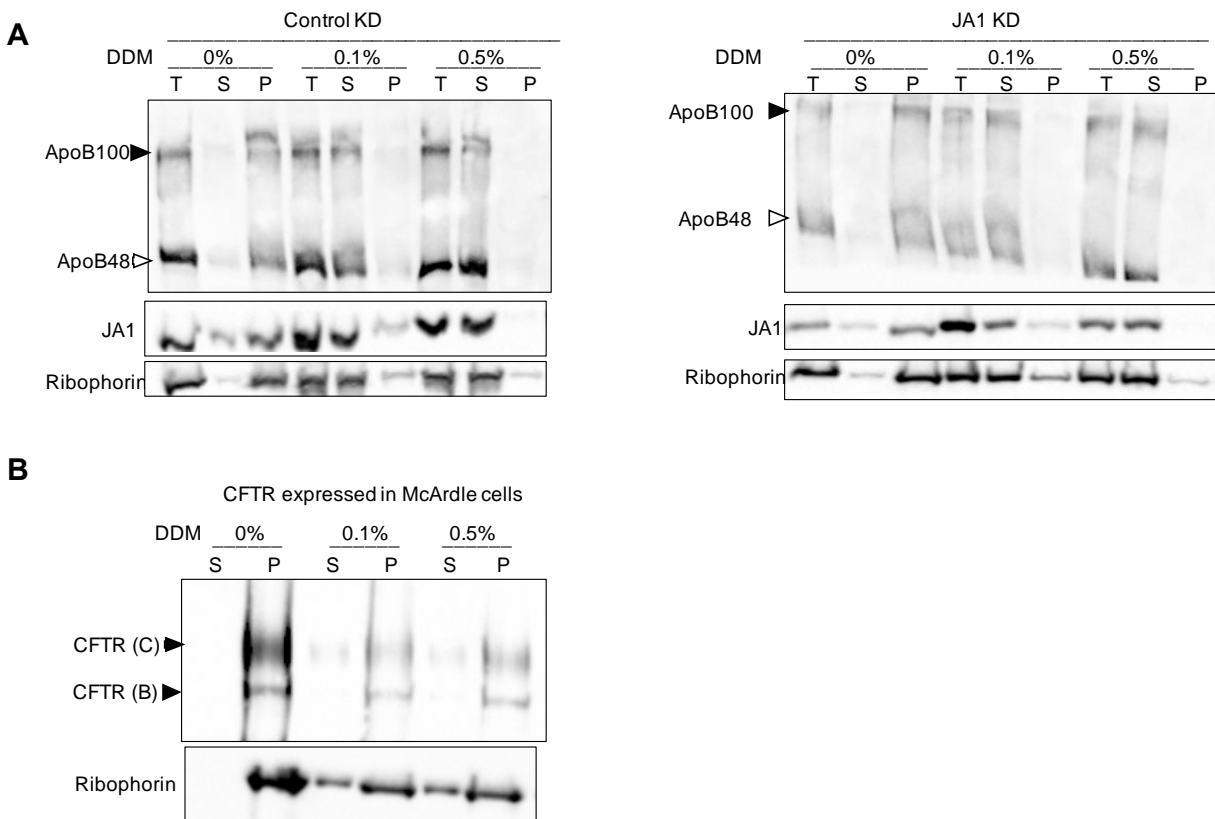 A
Control KD
DDM 0% 0.1% 0.5%
T S P T S P T S P
ApoB100
ApoB48
JA1
Ribophorin
JA1 KD
DDM 0% 0.1% 0.5%
T S P T S P T S P
ApoB100
ApoB48
JA1
Ribophorin
B
CFTR expressed in McArdle cells
DDM 0% 0.1% 0.5%
S P S P S P
CFTR (C)
CFTR (B)
Ribophorin